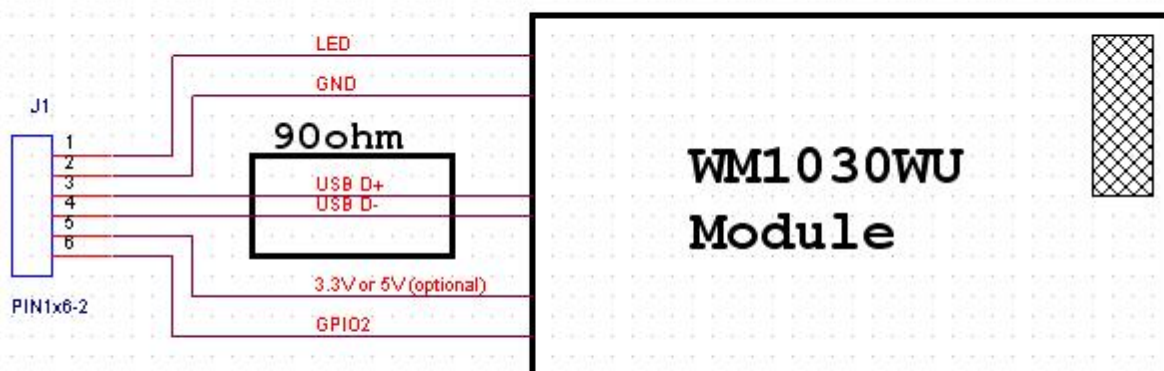 LED
GND
J1
90ohm
1
2
3
4
5
6
USB D+
USB D-
WM1030WU
Module
3.3V or 5V(optional)
PIN1x6-2
GPIO2